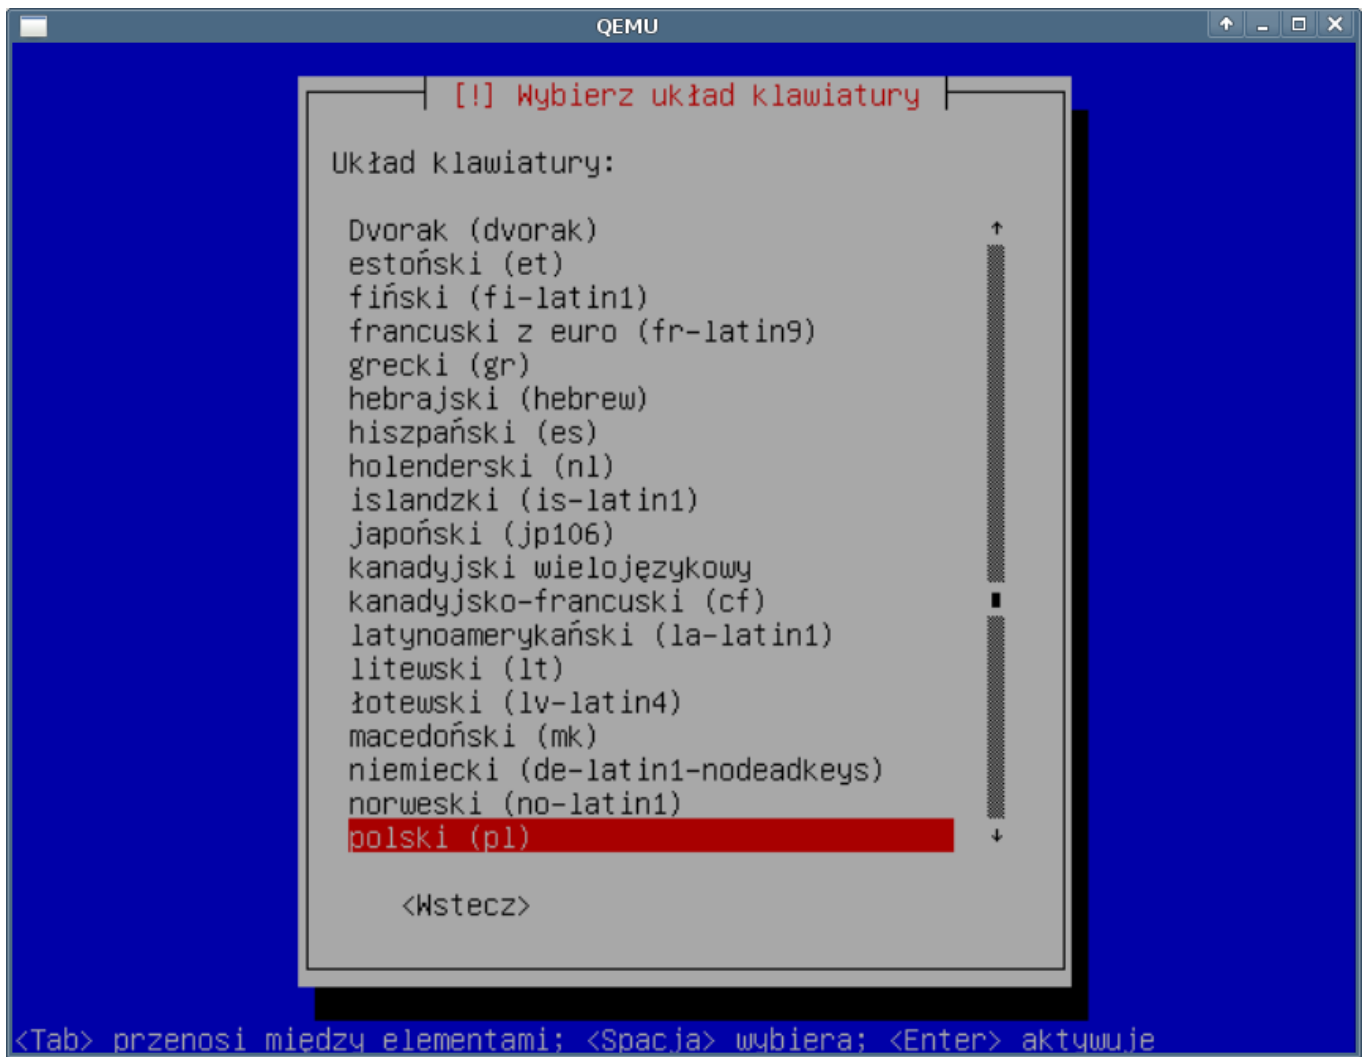 QEMU
[!] Wybierz układ klawiatury
Układ klawiatury:
Dvorak (dvorak)
estoński (et)
fiński (fi-latin1)
francuski z euro (fr-latin9)
grecki (gr)
hebrajski (hebrew)
hiszpański (es)
holenderski (nl)
islandzki (is-latin1)
japoński (jp106)
kanadyjski wielojęzykowy
kanadyjsko-francuski (cf)
latynoamerykański (la-latin1)
litewski (lt)
łotewski (lv-latin4)
macedoński (mk)
niemiecki (de-latin1-nodeadkeys)
norweski (no-latin1)
polski (pl)
<Wstecz>
<Tab> przenosi między elementami; <Spacja> wybiera; <Enter> aktywuje